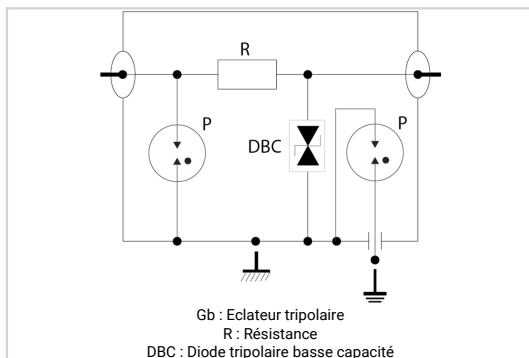 R
P
DBC
P
Gb : Eclateur tripolaire
R : Résistance
DBC : Diode tripolaire basse capacité